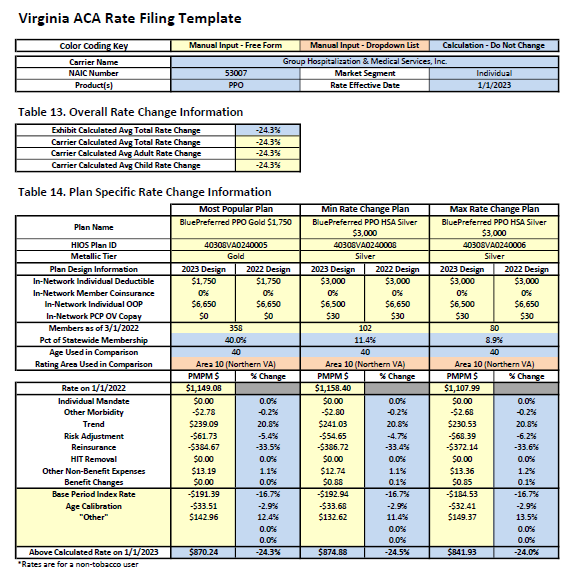 Virginia ACA Rate Filing Template
Color Coding Key Manual Input - Free Form Manual Input - Dropdown List Calculation - Do Not Change
Carrier Name Group Hospitalization & Medical Services, Inc.
NAIC Number 53007 Market Segment Individual
Product(s) PPO Rate Effective Date 1/1/2023
Table 13. Overall Rate Change Information
Exhibit Calculated Avg Total Rate Change -24.3%
Carrier Calculated Avg Total Rate Change -24.3%
Carrier Calculated Avg Adult Rate Change -24.3%
Carrier Calculated Avg Child Rate Change -24.3%
Table 14. Plan Specific Rate Change Information
Most Popular Plan Min Rate Change Plan Max Rate Change Plan
Plan Name BluePreferred PPO Gold $1,750 BluePreferred PPO HSA Silver $3,000 BluePreferred PPO HSA Silver $3,000
HIOS Plan ID 40308VA0240005 40308VA0240008 40308VA0240006
Metallic Tier Gold Silver Silver
Plan Design Information 2023 Design 2022 Design 2023 Design 2022 Design 2023 Design 2022 Design
In-Network Individual Deductible $1,750 $1,750 $3,000 $3,000 $3,000 $3,000
In-Network Member Coinsurance 0% 0% 0% 0% 0% 0%
In-Network Individual OOP $6,650 $6,650 $6,500 $6,650 $6,500 $6,650
In-Network PCP OV Copay $0 $0 $30 $30 $30 $30
Members as of 3/1/2022 358 102 80
Pct of Statewide Membership 40.0% 11.4% 8.9%
Age Used in Comparison 40 40 40
Rating Area Used in Comparison Area 10 (Northern VA) Area 10 (Northern VA) Area 10 (Northern VA)
PMPM $ % Change PMPM $ % Change PMPM $ % Change
Rate on 1/1/2022 $1,149.08 $1,158.40 $1,107.99
Individual Mandate $0.00 0.0% $0.00 0.0% $0.00 0.0%
Other Morbidity -$2.78 -0.2% -$2.80 -0.2% -$2.68 -0.2%
Trend $239.09 20.8% $241.03 20.8% $230.53 20.8%
Risk Adjustment -$61.73 -5.4% -$54.65 -4.7% -$68.39 -6.2%
Reinsurance -$384.67 -33.5% -$386.72 -33.4% -$372.14 -33.6%
HIT Removal $0.00 0.0% $0.00 0.0% $0.00 0.0%
Other Non-Benefit Expenses $13.19 1.1% $12.74 1.1% $13.36 1.2%
Benefit Changes $0.00 0.0% $0.88 0.1% $0.85 0.1%
Base Period Index Rate -$191.39 -16.7% -$192.94 -16.7% -$184.53 -16.7%
Age Calibration -$33.51 -2.9% -$33.68 -2.9% -$32.41 -2.9%
"Other" $142.96 12.4% $132.62 11.4% $149.37 13.5%
0.0% 0.0% 0.0%
0.0% 0.0% 0.0%
Above Calculated Rate on 1/1/2023 $870.24 -24.3% $874.88 -24.5% $841.93 -24.0%
*Rates are for a non-tobacco user